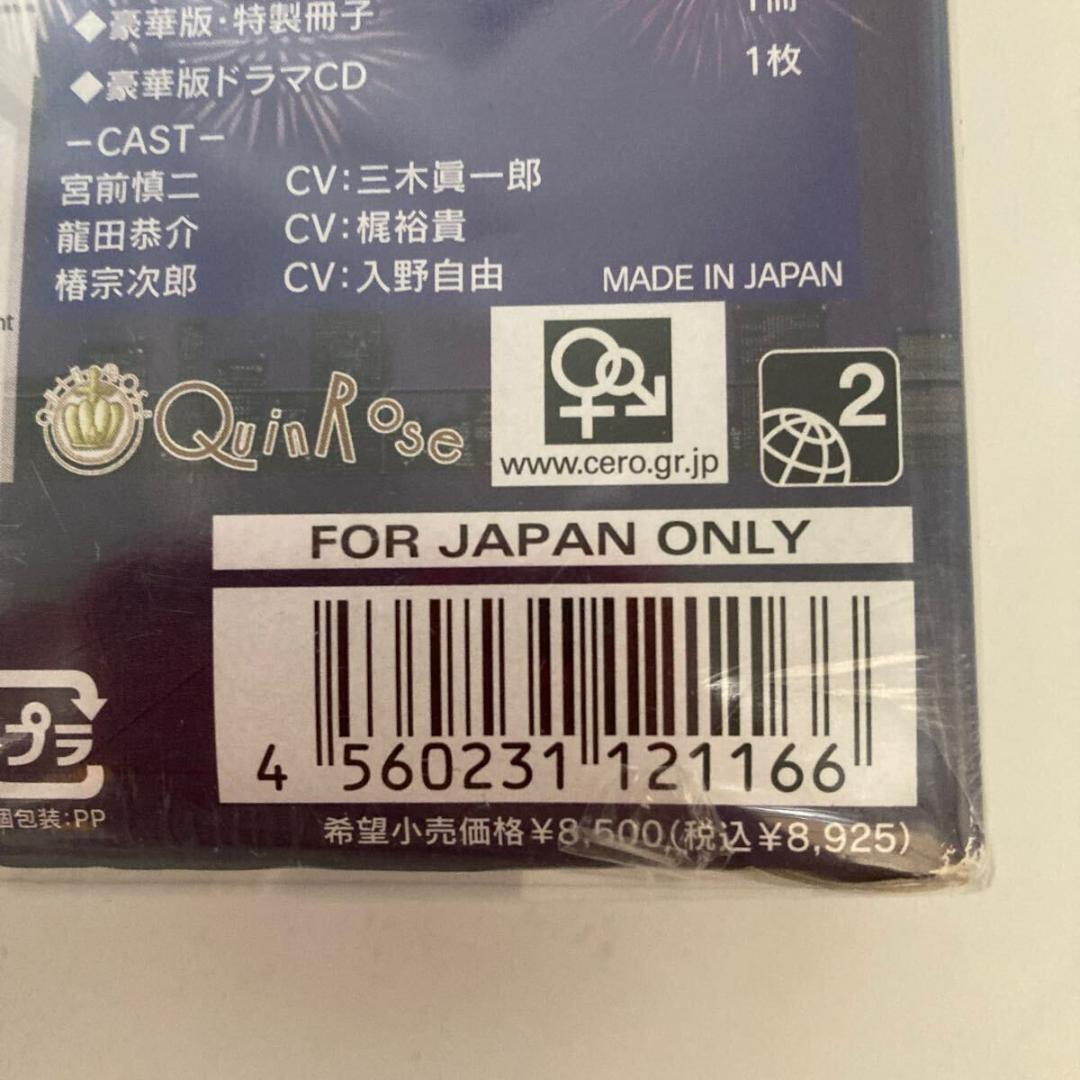 ◆豪華版・特製冊子 1冊
◆豪華版ドラマCD 1枚
－CAST－
宮前慎二 CV：三木眞一郎
龍田恭介 CV：梶裕貴
椿宗次郎 CV：入野自由
MADE IN JAPAN
nt
QuinRose
www.cero.gr.jp
2
FOR JAPAN ONLY
4 560231 121166
プラ
個包装：PP
希望小売価格￥8,500（税込￥8,925）